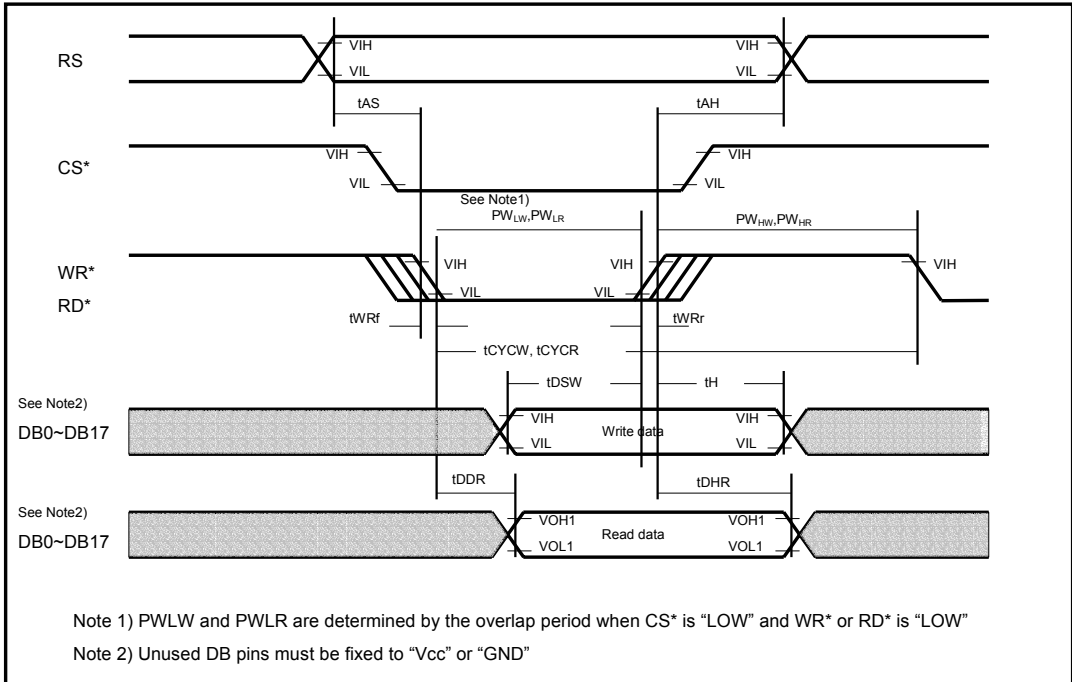 RS
VIH
VIH
VIL
VIL
tAS
tAH
CS*
VIH
VIH
VIL
VIL
See Note1)
PWLW,PWLR
PWHW,PWHR
WR*
VIH
VIH
VIH
RD*
VIL
VIL
tWRf
tWRr
tCYCW, tCYCR
tDSW
tH
See Note2)
DB0~DB17
VIH
VIH
VIL
Write data
VIL
tDDR
tDHR
See Note2)
DB0~DB17
VOH1
VOH1
Read data
VOL1
VOL1
Note 1) PWLW and PWLR are determined by the overlap period when CS* is “LOW” and WR* or RD* is “LOW”
Note 2) Unused DB pins must be fixed to “Vcc” or “GND”